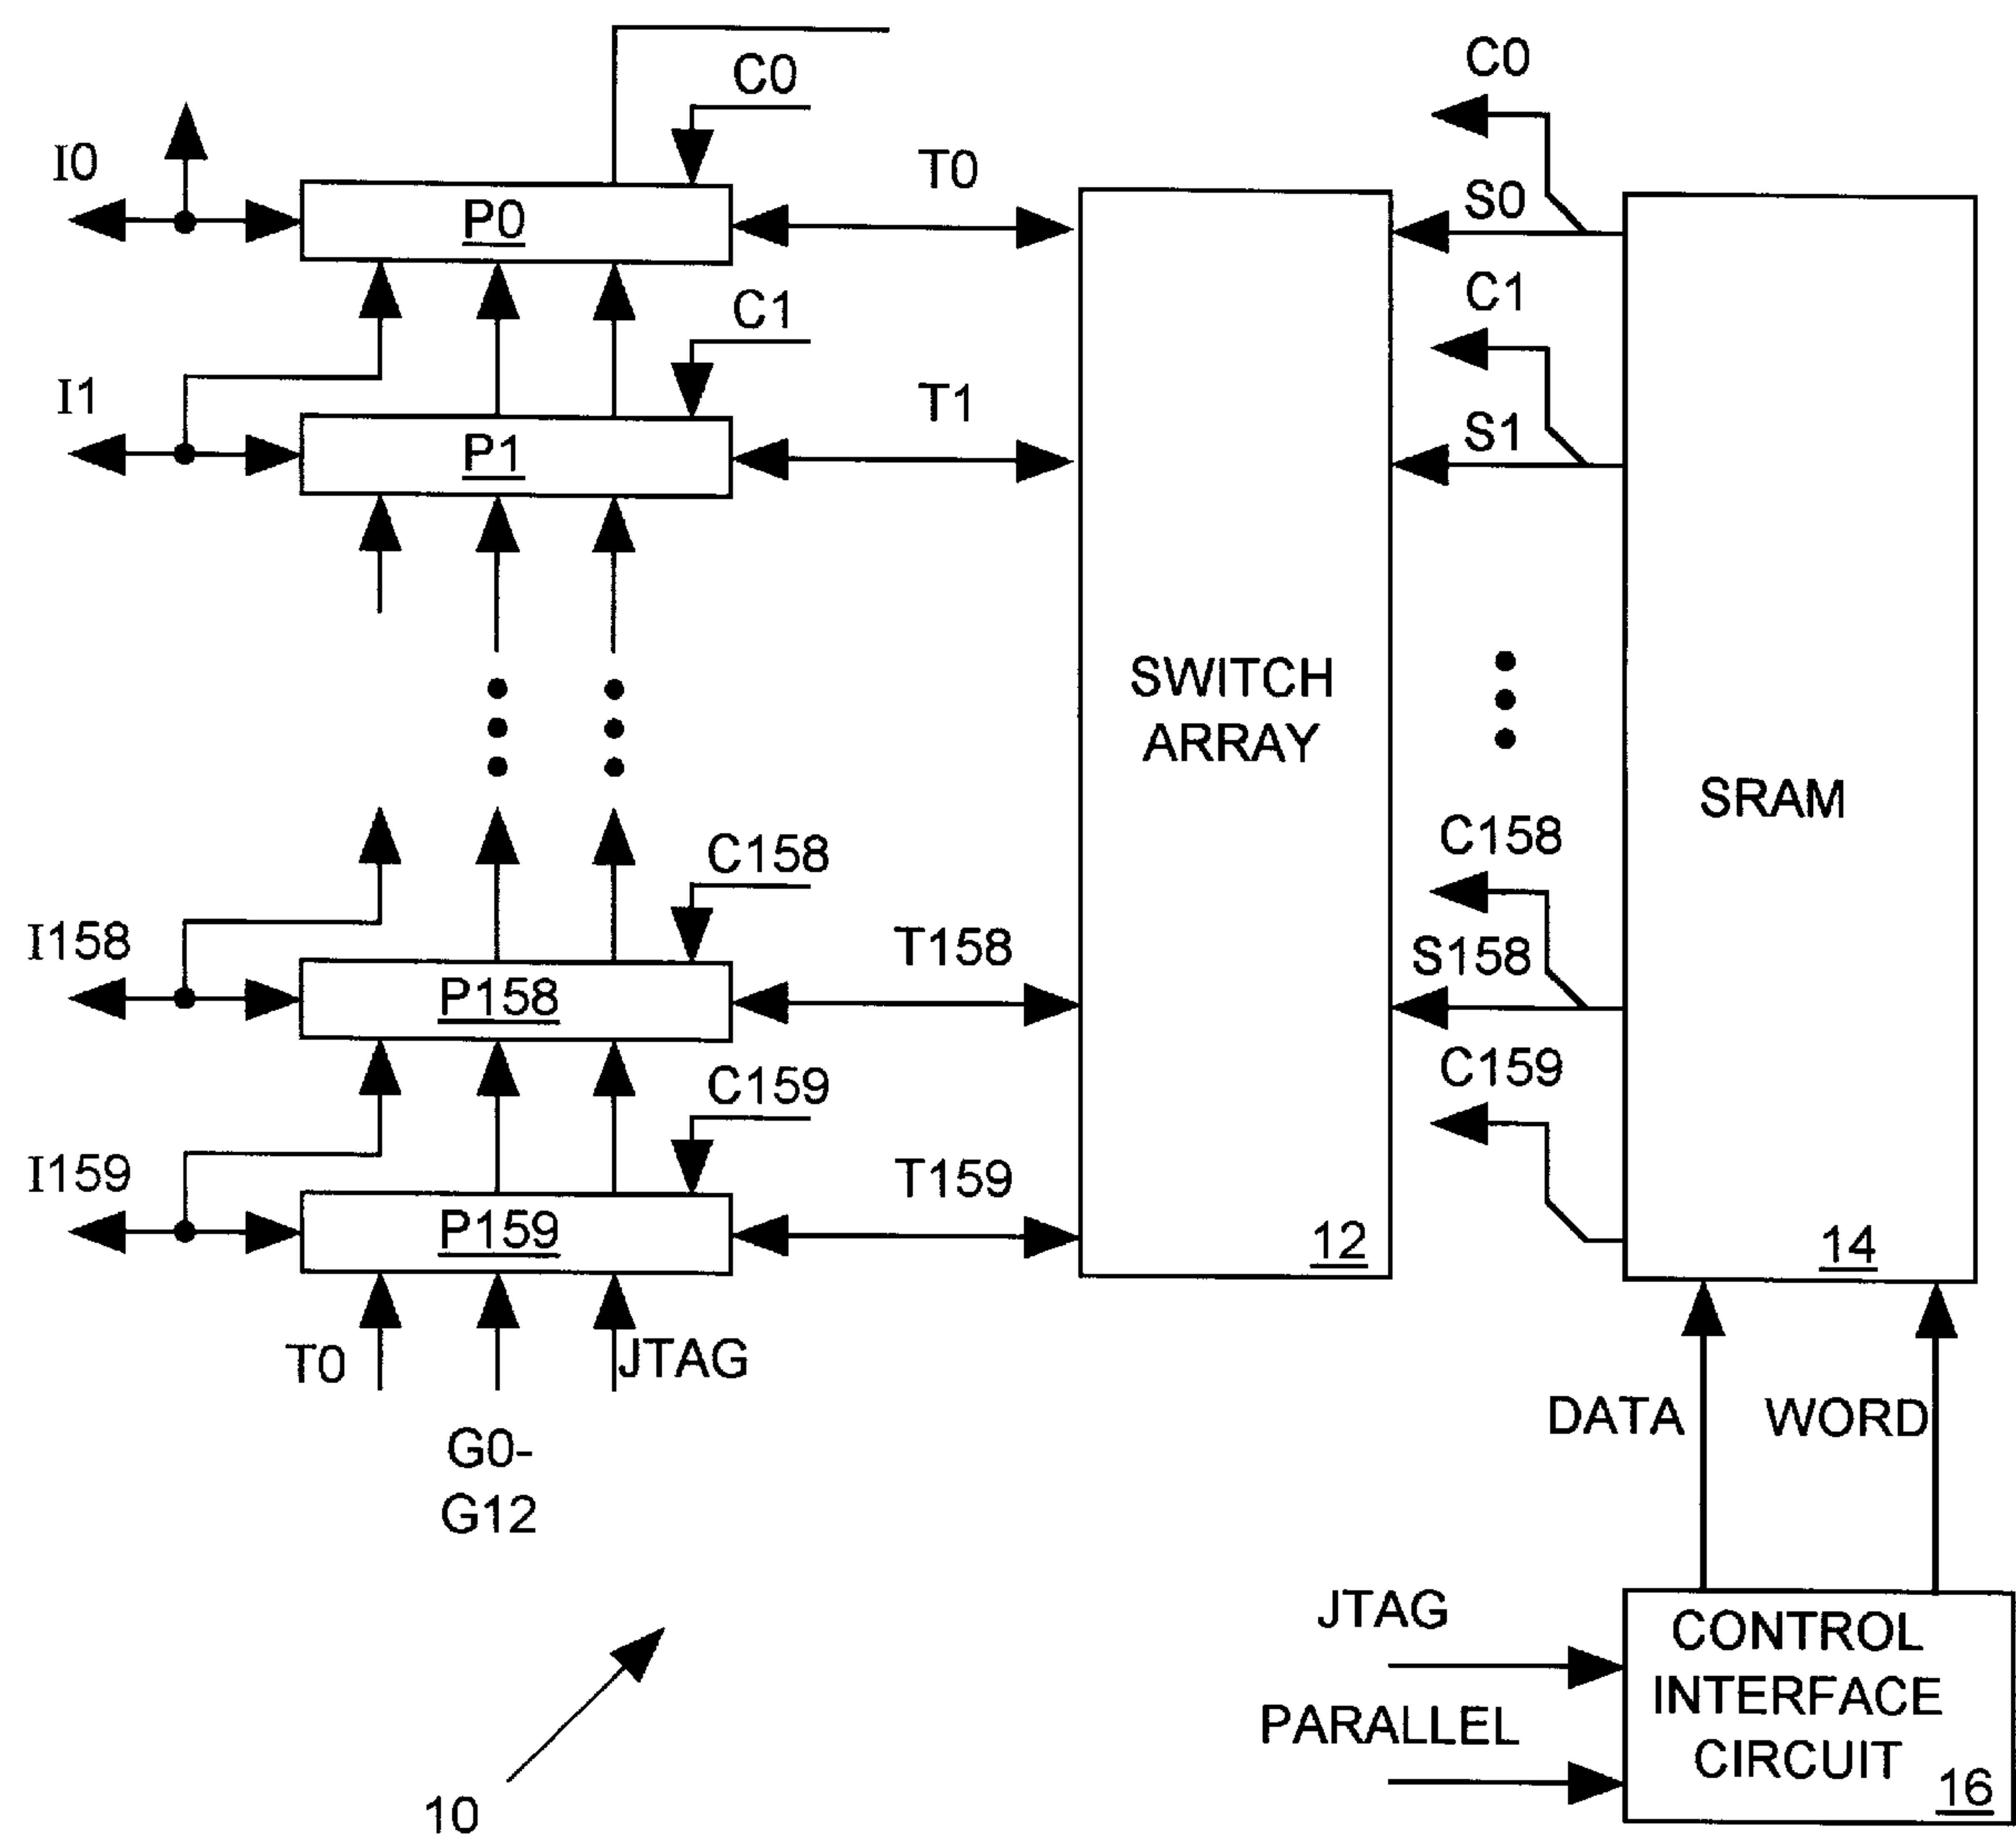 C0
C0
I0
P0
T0
S0
C1
C1
I1
P1
T1
S1
SWITCH
ARRAY
SRAM
C158
C158
I158
P158
T158
S158
C159
C159
I159
P159
T159
12
14
T0
JTAG
G0-
G12
DATA
WORD
JTAG
PARALLEL
CONTROL
INTERFACE
CIRCUIT
16
10